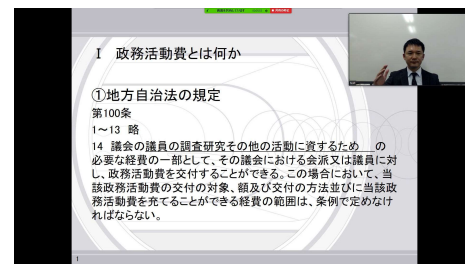 Ⅰ 政務活動費とは何か
①地方自治法の規定
第100条
1～13 略
14 議会の議員の調査研究その他の活動に資するため の
必要な経費の一部として、その議会における会派又は議員に対
し、政務活動費を交付することができる。この場合において、当
該政務活動費の交付の対象、額及び交付の方法並びに当該政
務活動費を充てることができる経費の範囲は、条例で定めなけ
ればならない。
1